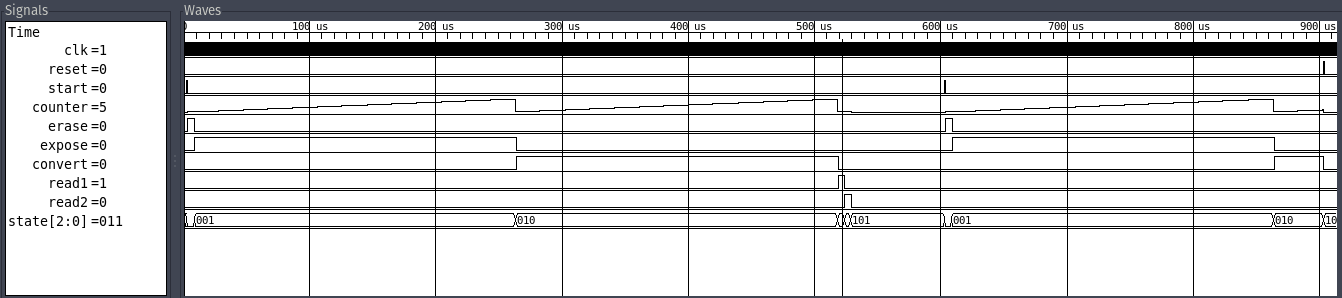 Signals
Waves
Time
0 100 us 200 us 300 us 400 us 500 us 600 us 700 us 800 us 900 us
clk=1
reset=0
start=0
counter=5
erase=0
expose=0
convert=0
read1=1
read2=0
state[2:0]=011
001 010 101 001 010 10